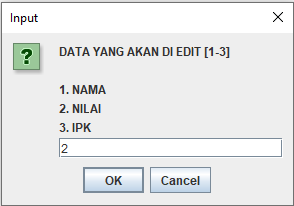 Input
DATA YANG AKAN DI EDIT [1-3]
1. NAMA
2. NILAI
3. IPK
2
OK
Cancel